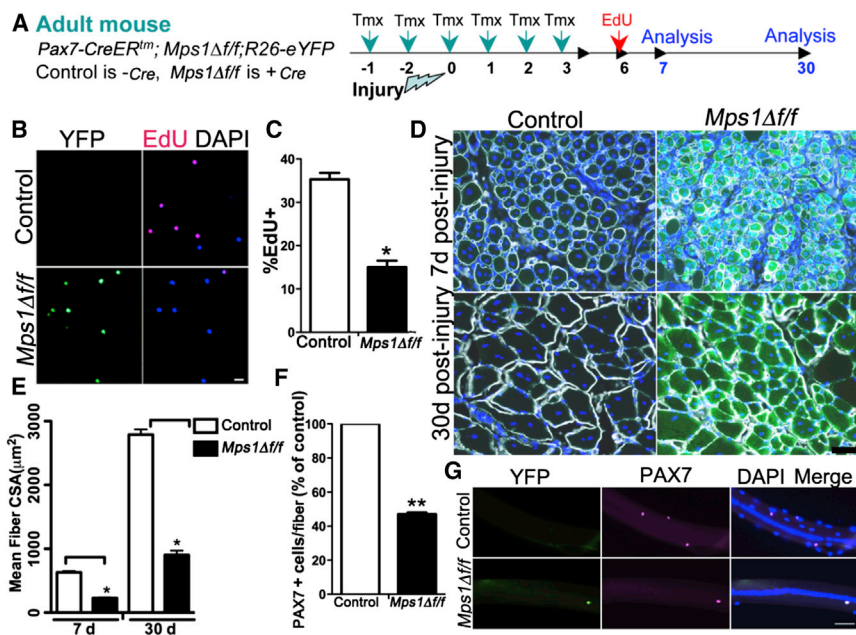 A Adult mouse
Pax7-CreERtm; Mps1Δf/f;R26-eYFP
Control is -Cre, Mps1Δf/f is + Cre
Tmx Tmx Tmx Tmx Tmx Tmx EdU
Analysis Analysis
-1 -2 0 1 2 3 6 7 30
Injury
B YFP EdU DAPI
Control
Mps1Δf/f
C
%EdU+
40
30
20
10
0
Control Mps1Δf/f
*
D Control Mps1Δf/f
7d post-injury
30d post-injury
E
Mean Fiber CSA(μm²)
3000
2000
1000
0
Control
Mps1Δf/f
* *
7 d 30 d
F
PAX7 + cells/fiber (% of control)
100
80
60
40
20
0
**
Control Mps1Δf/f
G YFP PAX7 DAPI Merge
Control
Mps1Δf/f